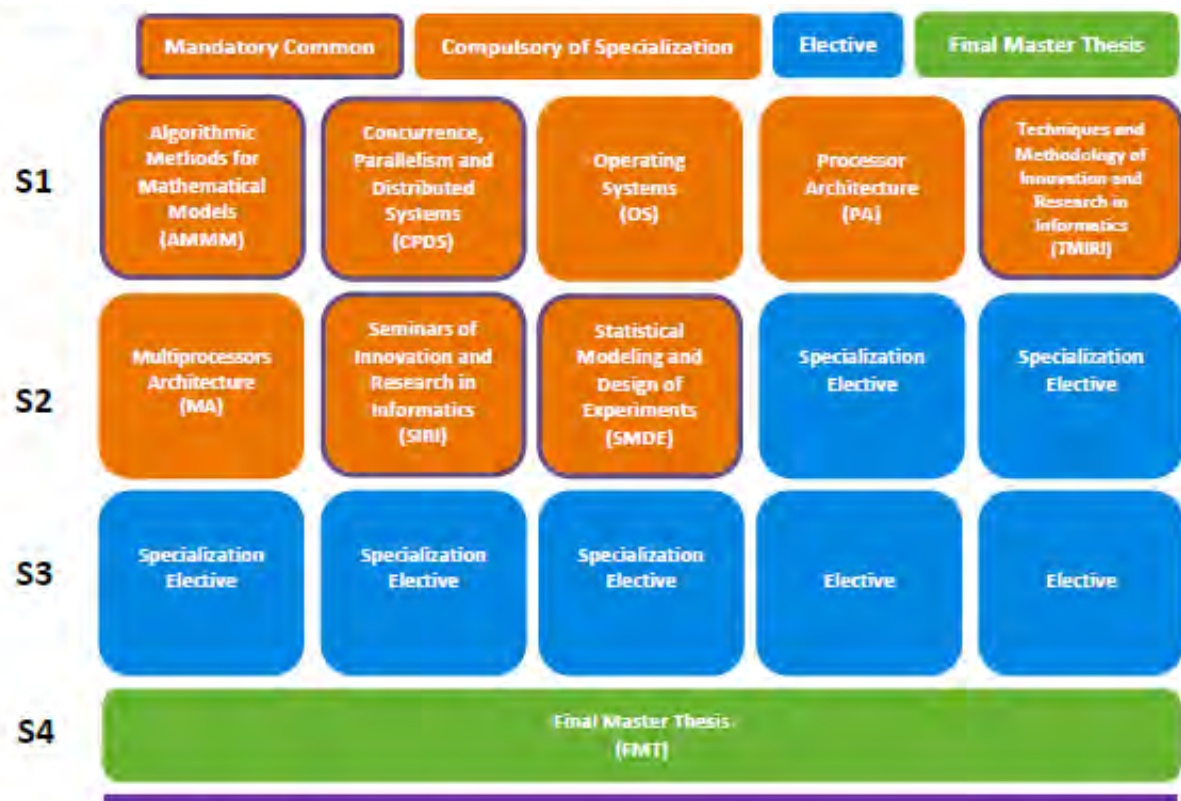 Mandatory Common
Compulsory of Specialization
Elective
Final Master Thesis
S1
Algorithmic
Methods for
Mathematical
Models
(AMMM)
Concurrence,
Parallelism and
Distributed
Systems
(CPDS)
Operating
Systems
(OS)
Processor
Architecture
(PA)
Techniques and
Methodology of
Innovation and
Research in
Informatics
(TMIRI)
S2
Multiprocessors
Architecture
(MA)
Seminars of
Innovation and
Research in
Informatics
(SIRI)
Statistical
Modeling and
Design of
Experiments
(SMDE)
Specialization
Elective
Specialization
Elective
S3
Specialization
Elective
Specialization
Elective
Specialization
Elective
Elective
Elective
S4
Final Master Thesis
(FMT)